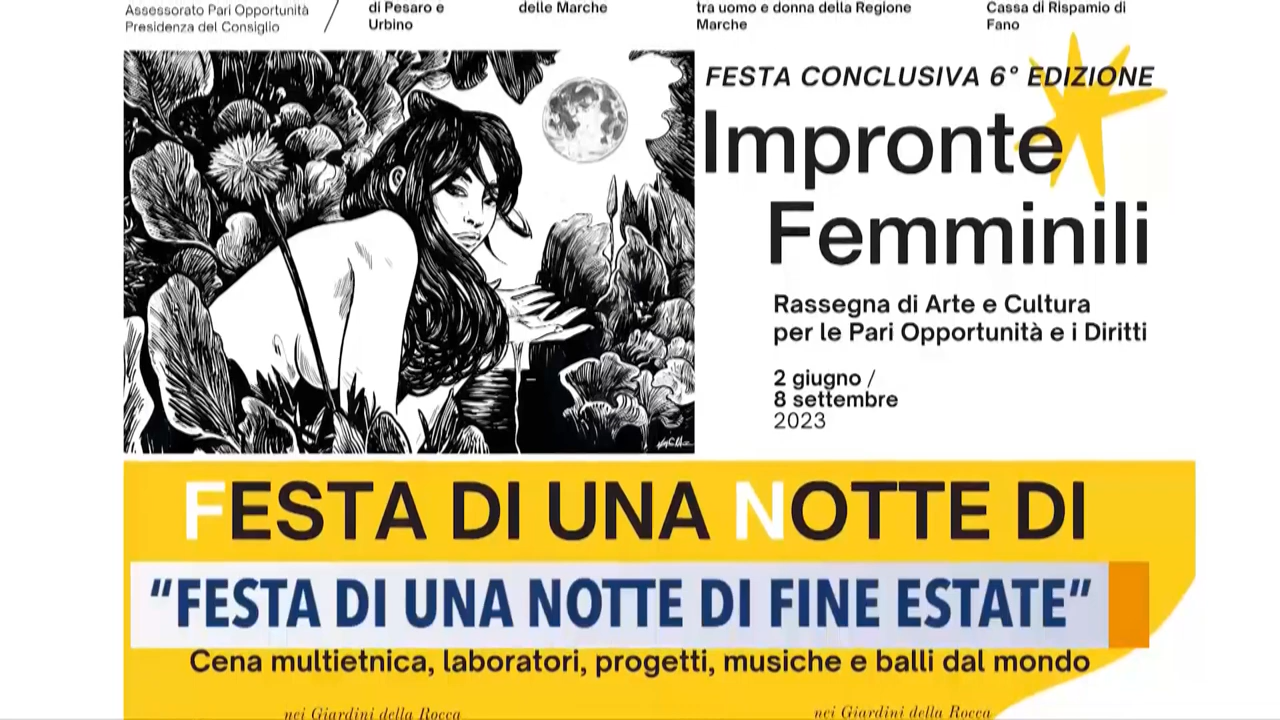 Assessorato Pari Opportunità
Presidenza del Consiglio
di Pesaro e
Urbino
delle Marche
tra uomo e donna della Regione
Marche
Cassa di Rispamio di
Fano
FESTA CONCLUSIVA 6° EDIZIONE
Impronte
Femminili
Rassegna di Arte e Cultura
per le Pari Opportunità e i Diritti
2 giugno /
8 settembre
2023
FESTA DI UNA NOTTE DI
“FESTA DI UNA NOTTE DI FINE ESTATE”
Cena multietnica, laboratori, progetti, musiche e balli dal mondo
nei Giardini della Rocca
nei Giardini della Rocca